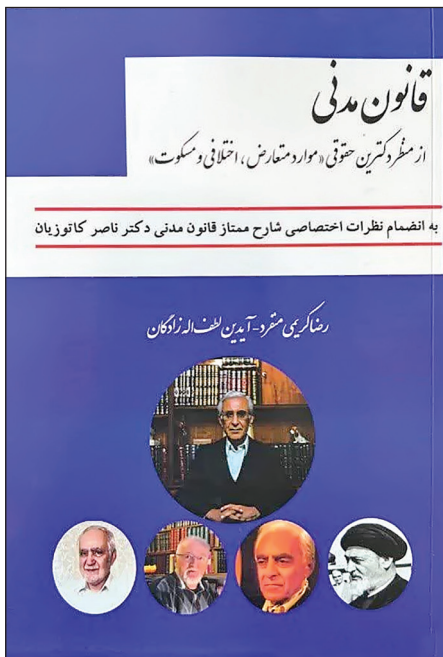 قانون مدنی
از منظر دکترین حقوقی «موارد متعارض، اختلافی و مسکوت»
به انضمام نظرات اختصاصی شارح ممتاز قانون مدنی دکتر ناصر کاتوزیان
رضا کریمی منفرد - آیدین لطف اله زادگان